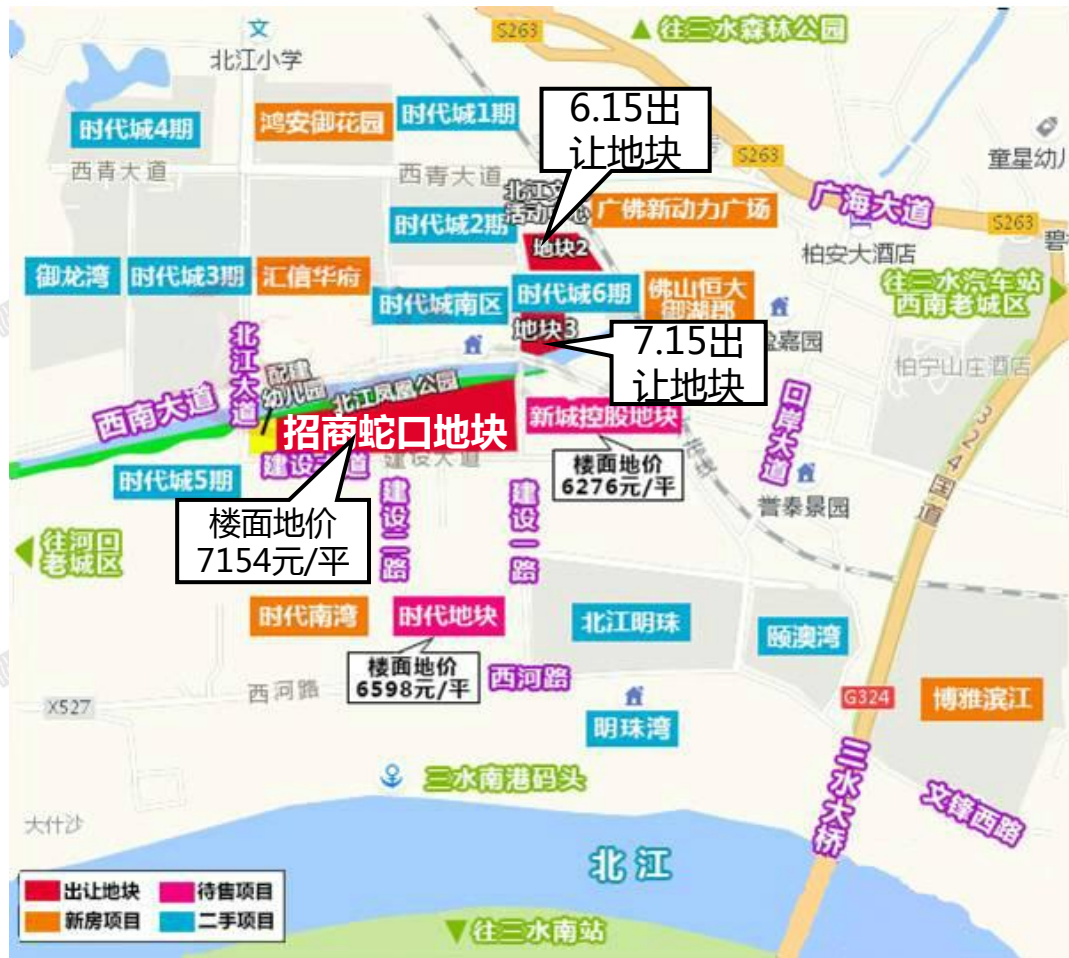 文
北江小学
S263
往三水森林公园
时代城4期
鸿安御花园
时代城1期
6.15出
让地块
S263
童星幼儿
西青大道
西青大道
广海大道
S263
时代城2期
广佛新动力广场
地块2
柏安大酒店
碧
御龙湾
时代城3期
汇信华府
时代城南区
时代城6期
佛山恒大
御湖郡
往三水汽车站
西南老城区
地块3
7.15出
让地块
盈嘉园
柏宁山庄酒店
北江大道
西南大道
配建
幼儿园
北江凤凰公园
招商蛇口地块
新城控股地块
口岸大道
324国道
建设大道
楼面地价
6276元/平
时代城5期
楼面地价
7154元/平
建设二路
建设一路
誉泰景园
往河口
老城区
时代南湾
时代地块
北江明珠
颐澳湾
楼面地价
6598元/平
西河路
西河路
X527
G324
博雅滨江
明珠湾
三水大桥
三水南港码头
文锋西路
大什沙
北江
出让地块
待售项目
新房项目
二手项目
往三水南站